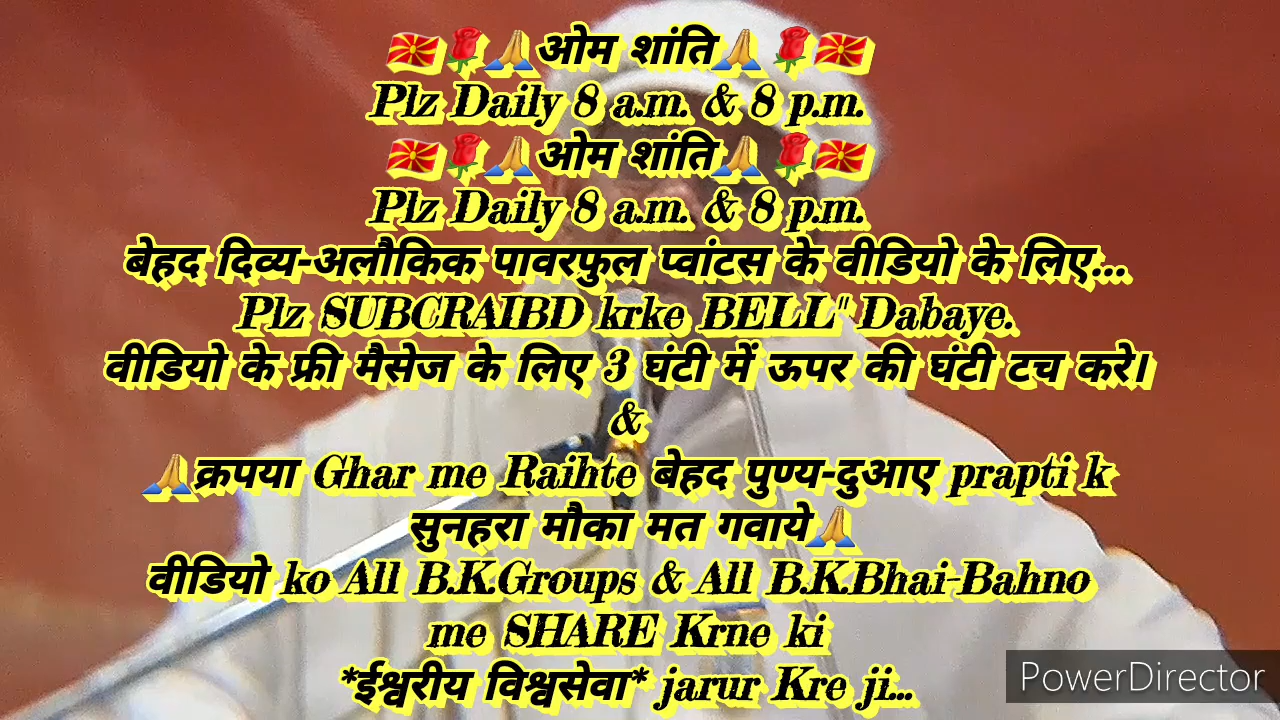 🇲🇰🌹🙏ओम शांति🙏🌹🇲🇰
Plz Daily 8 a.m. & 8 p.m.
🇲🇰🌹🙏ओम शांति🙏🌹🇲🇰
Plz Daily 8 a.m. & 8 p.m.
बेहद दिव्य-अलौकिक पावरफुल प्वांटस के वीडियो के लिए...
Plz SUBCRAIBD krke BELL" Dabaye.
वीडियो के फ्री मैसेज के लिए 3 घंटी में ऊपर की घंटी टच करे।
&
🙏क्रपया Ghar me Raihte बेहद पुण्य-दुआए prapti k
सुनहरा मौका मत गवाये🙏
वीडियो ko All B.K.Groups & All B.K.Bhai-Bahno
me SHARE Krne ki
*ईश्वरीय विश्वसेवा* jarur Kre ji...
PowerDirector